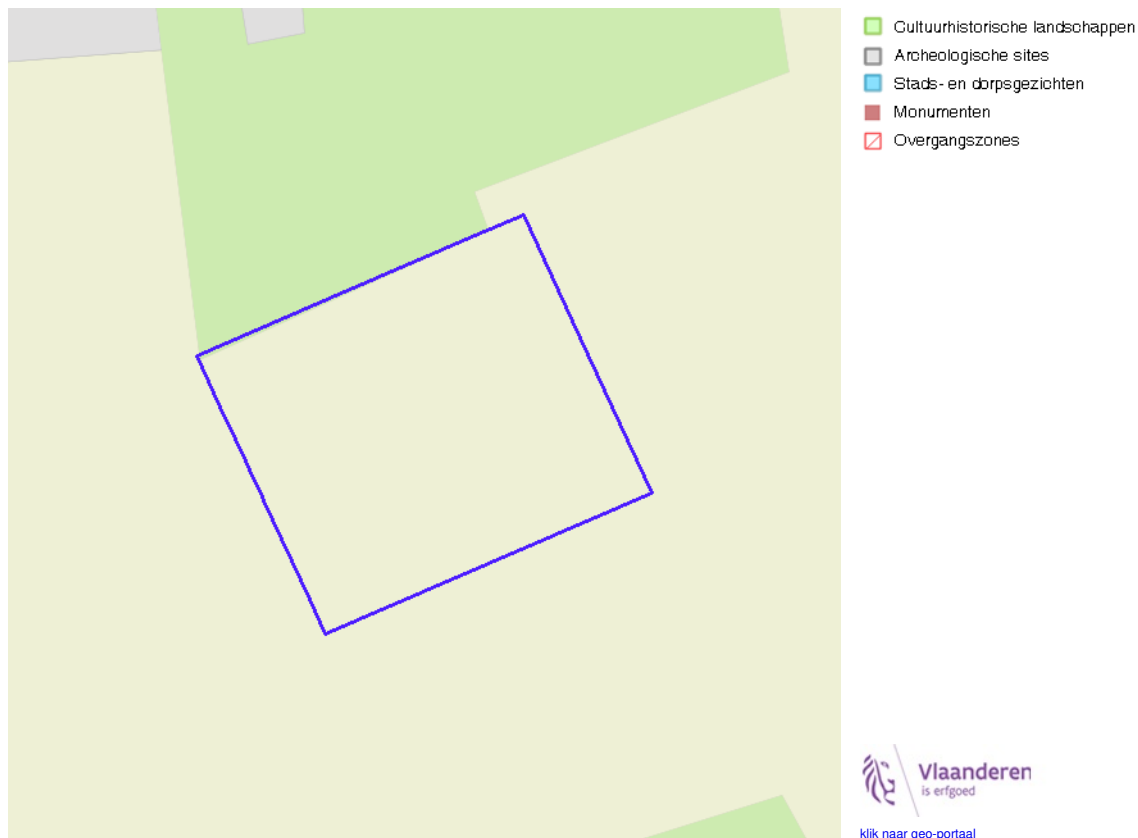 Cultuurhistorische landschappen
Archeologische sites
Stads- en dorpsgezichten
Monumenten
Overgangszones
Vlaanderen
is erfgoed
klik naar geo-portaal